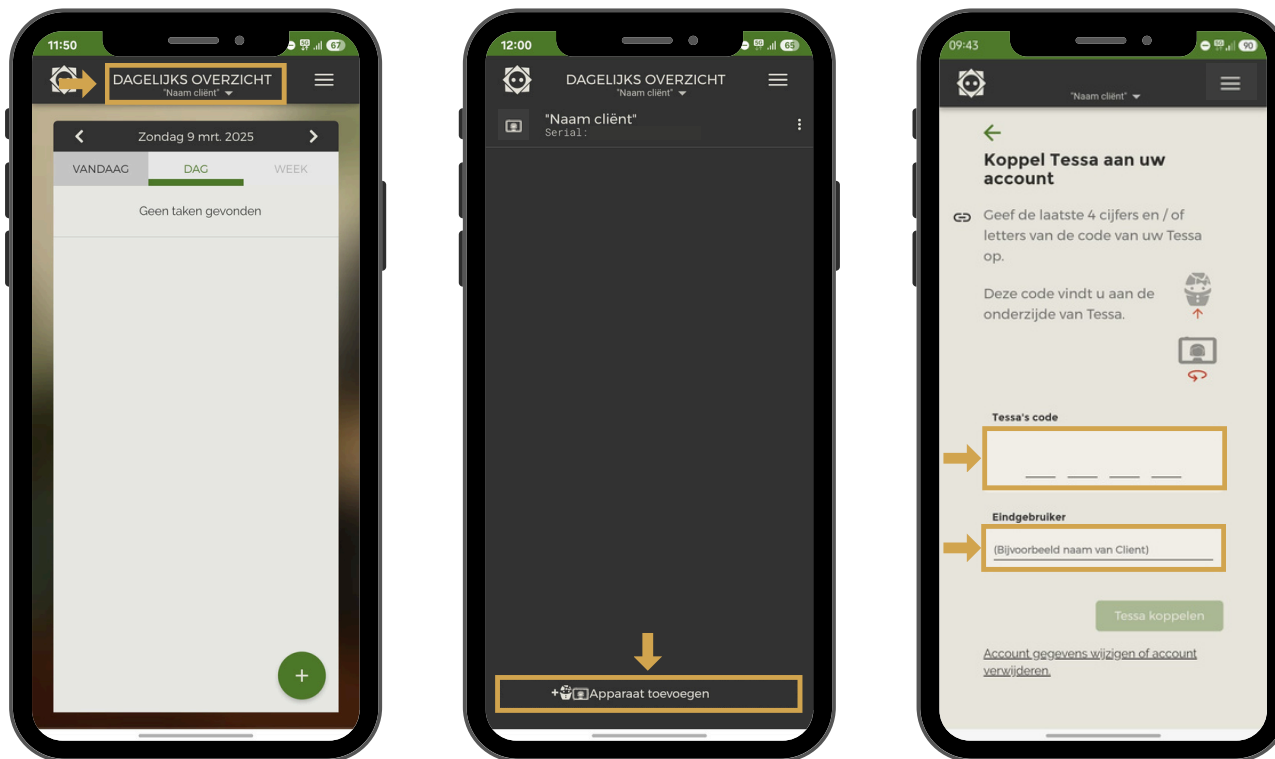 11:50
67
DAGELIJKS OVERZICHT
"Naam cliënt"
Zondag 9 mrt. 2025
VANDAAG
DAG
WEEK
Geen taken gevonden
+
12:00
65
DAGELIJKS OVERZICHT
"Naam cliënt"
"Naam cliënt"
Serial:
+ Apparaat toevoegen
09:43
90
"Naam cliënt"
Koppel Tessa aan uw
account
Geef de laatste 4 cijfers en / of
letters van de code van uw Tessa
op.
Deze code vindt u aan de
onderzijde van Tessa.
Tessa's code
Eindgebruiker
(Bijvoorbeeld naam van Client)
Tessa koppelen
Account gegevens wijzigen of account
verwijderen.